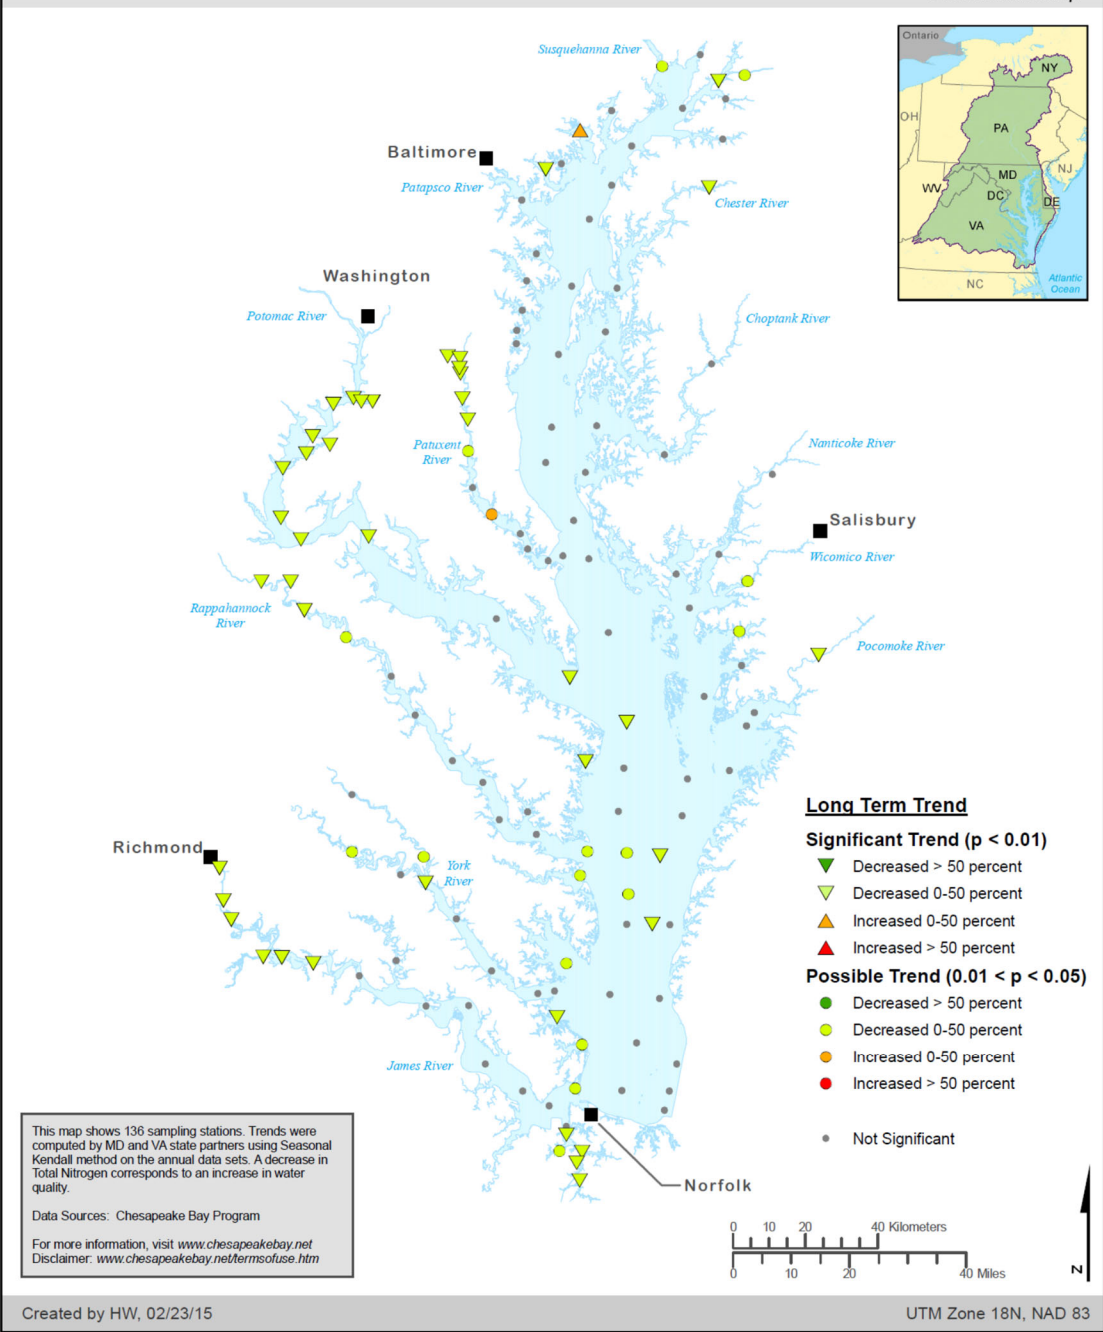 Susquehanna River
Baltimore
Patapsco River
Chester River
Washington
Potomac River
Choptank River
Patuxent
River
Nanticoke River
Salisbury
Wicomico River
Rappahannock
River
Pocomoke River
Richmond
York
River
James River
Norfolk
Ontario
NY
OH
PA
NJ
MD
WV
DC
DE
VA
NC
Atlantic
Ocean
Long Term Trend
Significant Trend (p < 0.01)
Decreased > 50 percent
Decreased 0-50 percent
Increased 0-50 percent
Increased > 50 percent
Possible Trend (0.01 < p < 0.05)
Decreased > 50 percent
Decreased 0-50 percent
Increased 0-50 percent
Increased > 50 percent
Not Significant
This map shows 136 sampling stations. Trends were
computed by MD and VA state partners using Seasonal
Kendall method on the annual data sets. A decrease in
Total Nitrogen corresponds to an increase in water
quality.
Data Sources: Chesapeake Bay Program
For more information, visit www.chesapeakebay.net
Disclaimer: www.chesapeakebay.net/termsofuse.htm
0 10 20 40 Kilometers
0 10 20 40 Miles
N
Created by HW, 02/23/15
UTM Zone 18N, NAD 83